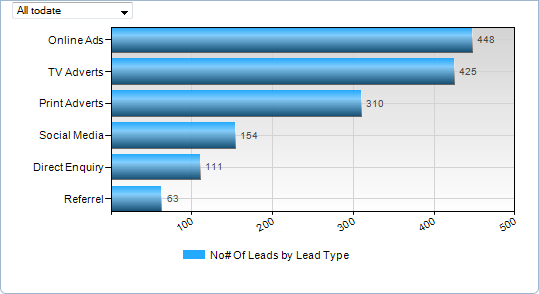 All todate
Online Ads 448
TV Adverts 425
Print Adverts 310
Social Media 154
Direct Enquiry 111
Referrel 63
100 200 300 400 500
No# Of Leads by Lead Type